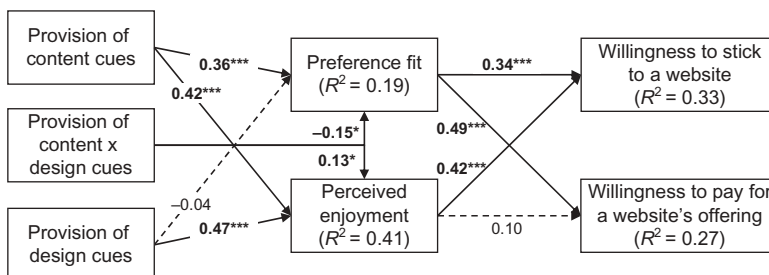 Provision of
content cues
Provision of
content x
design cues
Provision of
design cues
0.36***
0.42***
–0.15*
0.13*
–0.04
0.47***
Preference fit
(R² = 0.19)
Perceived
enjoyment
(R² = 0.41)
0.34***
0.49***
0.42***
0.10
Willingness to stick
to a website
(R² = 0.33)
Willingness to pay for
a website's offering
(R² = 0.27)